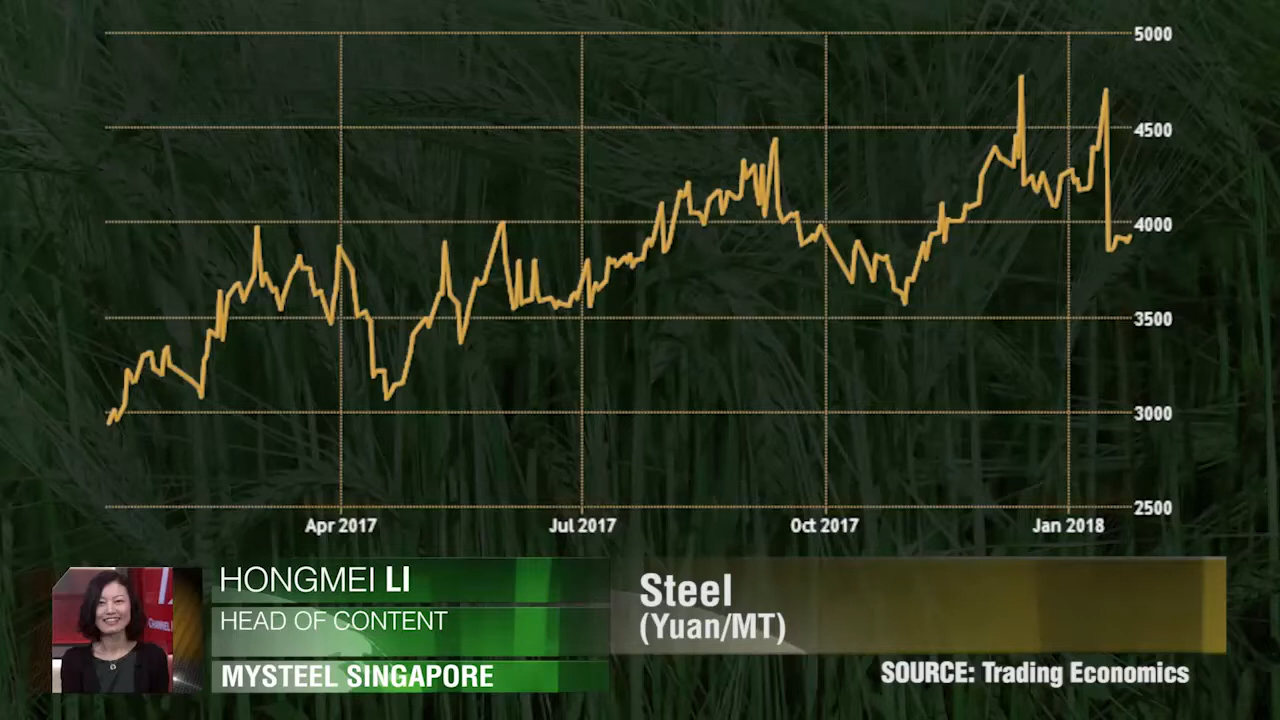 5000
4500
4000
3500
3000
2500
Apr 2017
Jul 2017
Oct 2017
Jan 2018
HONGMEI LI
HEAD OF CONTENT
MYSTEEL SINGAPORE
Steel
(Yuan/MT)
SOURCE: Trading Economics